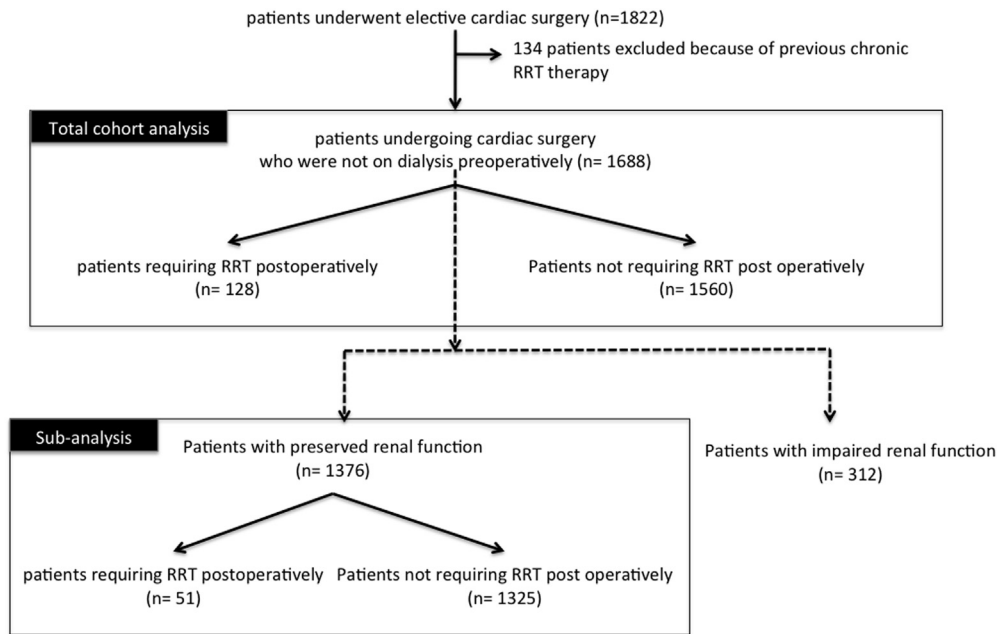 patients underwent elective cardiac surgery (n=1822)
134 patients excluded because of previous chronic
RRT therapy
Total cohort analysis
patients undergoing cardiac surgery
who were not on dialysis preoperatively (n= 1688)
patients requiring RRT postoperatively
(n= 128)
Patients not requiring RRT post operatively
(n= 1560)
Sub-analysis
Patients with preserved renal function
(n= 1376)
Patients with impaired renal function
(n= 312)
patients requiring RRT postoperatively
(n= 51)
Patients not requiring RRT post operatively
(n= 1325)